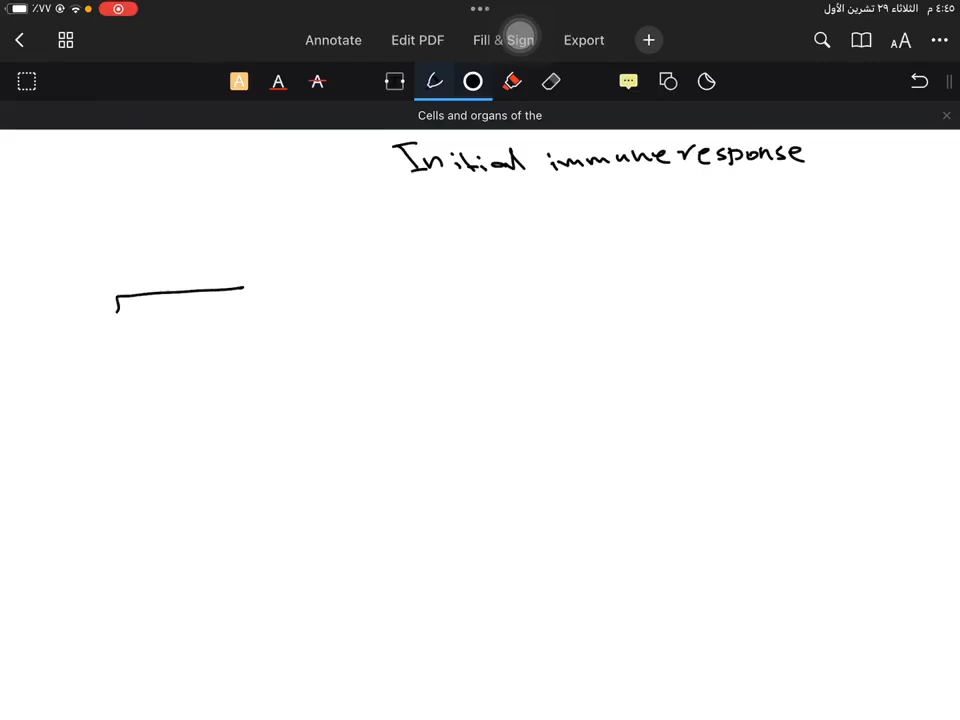 ٪٧٧ ٤:٤٥ م الثلاثاء ٢٩ تشرين الأول
Annotate Edit PDF Fill & Sign Export
A A A AA
Cells and organs of the
Initial immune response